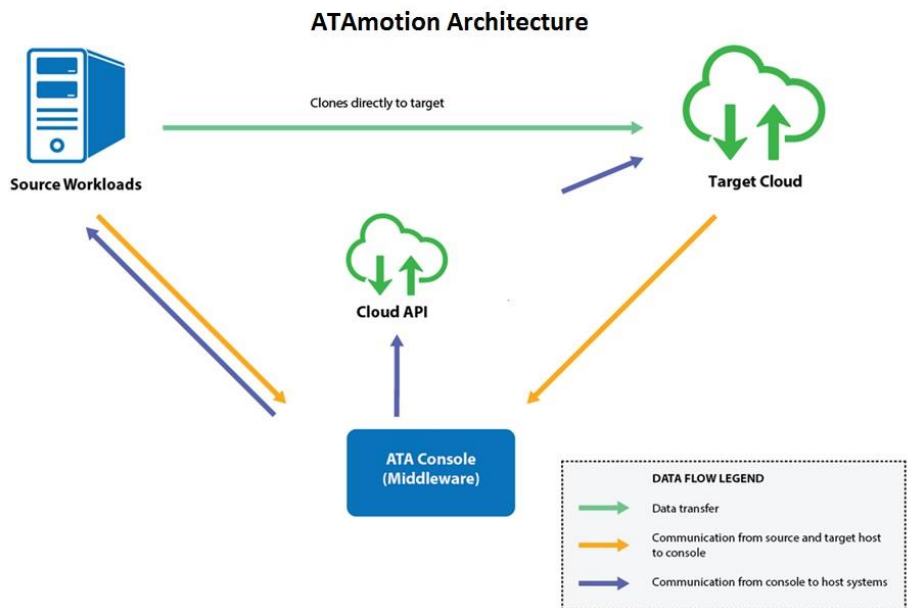 ATAmotion Architecture
Clones directly to target
Source Workloads
Target Cloud
Cloud API
ATA Console
(Middleware)
DATA FLOW LEGEND
Data transfer
Communication from source and target host
to console
Communication from console to host systems